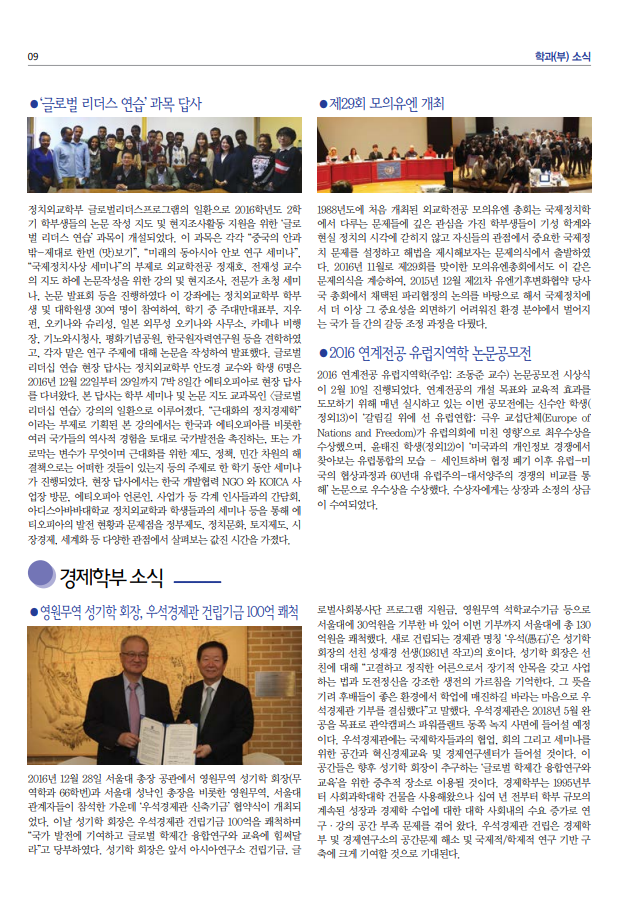 09
학과(부) 소식
●‘글로벌 리더스 연습’ 과목 답사
정치외교학부 글로벌리더스프로그램의 일환으로 2016학년도 2학
기 학부생들의 논문 작성 지도 및 현지조사활동 지원을 위한 ‘글로
벌 리더스 연습’ 과목이 개설되었다. 이 과목은 각각 “중국의 안과
밖-제대로 한번 (맛)보기”, “미래의 동아시아 안보 연구 세미나”,
“국제정치사상 세미나”의 부제로 외교학전공 정재호, 전재성 교수
의 지도 하에 논문작성을 위한 강의 및 현지조사, 전문가 초청 세미
나, 논문 발표회 등을 진행하였다 이 강좌에는 정치외교학부 학부
생 및 대학원생 30여 명이 참여하여, 학기 중 주대만대표부, 지우
펀, 오키나와 슈리성, 일본 외무성 오키나와 사무소, 카데나 비행
장, 기노와시청사, 평화기념공원, 한국원자력연구원 등을 견학하였
고, 각자 맡은 연구 주제에 대해 논문을 작성하여 발표했다. 글로벌
리더십 연습 현장 답사는 정치외교학부 안도경 교수와 학생 6명은
2016년 12월 22일부터 29일까지 7박 8일간 에티오피아로 현장 답사
를 다녀왔다. 본 답사는 학부 세미나 및 논문 지도 교과목인 〈글로벌
리더십 연습〉 강의의 일환으로 이루어졌다. “근대화의 정치경제학”
이라는 부제로 기획된 본 강의에서는 한국과 에티오피아를 비롯한
여러 국가들의 역사적 경험을 토대로 국가발전을 촉진하는, 또는 가
로막는 변수가 무엇이며 근대화를 위한 제도, 정책, 민간 차원의 해
결책으로는 어떠한 것들이 있는지 등의 주제로 한 학기 동안 세미나
가 진행되었다. 현장 답사에서는 한국 개발협력 NGO 와 KOICA 사
업장 방문, 에티오피아 언론인, 사업가 등 각계 인사들과의 간담회,
아디스아바바대학교 정치외교학과 학생들과의 세미나 등을 통해 에
티오피아의 발전 현황과 문제점을 정부제도, 정치문화, 토지제도, 시
장경제, 세계화 등 다양한 관점에서 살펴보는 값진 시간을 가졌다.
●제29회 모의유엔 개최
1988년도에 처음 개최된 외교학전공 모의유엔 총회는 국제정치학
에서 다루는 문제들에 깊은 관심을 가진 학부생들이 기성 학계와
현실 정치의 시각에 갇히지 않고 자신들의 관점에서 중요한 국제정
치 문제를 설정하고 해법을 제시해보자는 문제의식에서 출발하였
다. 2016년 11월로 제29회를 맞이한 모의유엔총회에서도 이 같은
문제의식을 계승하여, 2015년 12월 제21차 유엔기후변화협약 당사
국 총회에서 채택된 파리협정의 논의를 바탕으로 해서 국제정치에
서 더 이상 그 중요성을 외면하기 어려워진 환경 분야에서 벌어지
는 국가 들 간의 갈등 조정 과정을 다뤘다.
●2016 연계전공 유럽지역학 논문공모전
2016 연계전공 유럽지역학(주임: 조동준 교수) 논문공모전 시상식
이 2월 10일 진행되었다. 연계전공의 개설 목표와 교육적 효과를
도모하기 위해 매년 실시하고 있는 이번 공모전에는 신수안 학생(
정외13)이 ‘갈림길 위에 선 유럽연합: 극우 교섭단체(Europe of
Nations and Freedom)가 유럽의회에 미친 영향’으로 최우수상을
수상했으며, 윤태진 학생(정외12)이 ‘미국과의 개인정보 경쟁에서
찾아보는 유럽통합의 모습 - 세인트하버 협정 폐기 이후 유럽-미
국의 협상과정과 60년대 유럽주의-대서양주의 경쟁의 비교를 통
해’ 논문으로 우수상을 수상했다. 수상자에게는 상장과 소정의 상금
이 수여되었다.
경제학부 소식
●영원무역 성기학 회장, 우석경제관 건립기금 100억 쾌척
2016년 12월 28일 서울대 총장 공관에서 영원무역 성기학 회장(무
역학과 66학번)과 서울대 성낙인 총장을 비롯한 영원무역, 서울대
관계자들이 참석한 가운데 ‘우석경제관 신축기금’ 협약식이 개최되
었다. 이날 성기학 회장은 우석경제관 건립기금 100억을 쾌척하며
“국가 발전에 기여하고 글로벌 학제간 융합연구와 교육에 힘써달
라”고 당부하였다. 성기학 회장은 앞서 아시아연구소 건립기금, 글
로벌사회봉사단 프로그램 지원금, 영원무역 석학교수기금 등으로
서울대에 30억원을 기부한 바 있어 이번 기부까지 서울대에 총 130
억원을 쾌척했다. 새로 건립되는 경제관 명칭 ‘우석(愚石)’은 성기학
회장의 선친 성재경 선생(1981년 작고)의 호이다. 성기학 회장은 선
친에 대해 “고결하고 정직한 어른으로서 장기적 안목을 갖고 사업
하는 법과 도전정신을 강조한 생전의 가르침을 기억한다. 그 뜻을
기려 후배들이 좋은 환경에서 학업에 매진하길 바라는 마음으로 우
석경제관 기부를 결심했다”고 말했다. 우석경제관은 2018년 5월 완
공을 목표로 관악캠퍼스 파워플랜트 동쪽 녹지 사면에 들어설 예정
이다. 우석경제관에는 국제학자들과의 협업, 회의 그리고 세미나를
위한 공간과 혁신경제교육 및 경제연구센터가 들어설 것이다. 이
공간들은 향후 성기학 회장이 추구하는 ‘글로벌 학제간 융합연구와
교육’을 위한 중추적 장소로 이용될 것이다. 경제학부는 1995년부
터 사회과학대학 건물을 사용해왔으나 십여 년 전부터 학부 규모의
계속된 성장과 경제학 수업에 대한 대학 사회내의 수요 증가로 연
구·강의 공간 부족 문제를 겪어 왔다. 우석경제관 건립은 경제학
부 및 경제연구소의 공간문제 해소 및 국제적/학제적 연구 기반 구
축에 크게 기여할 것으로 기대된다.